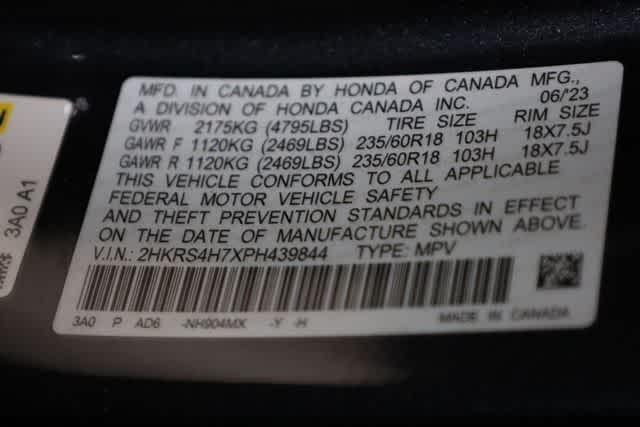 MFD. IN CANADA BY HONDA OF CANADA MFG.,
A DIVISION OF HONDA CANADA INC. 06/'23
GVWR 2175KG (4795LBS) TIRE SIZE RIM SIZE
GAWR F 1120KG (2469LBS) 235/60R18 103H 18X7.5J
GAWR R 1120KG (2469LBS) 235/60R18 103H 18X7.5J
THIS VEHICLE CONFORMS TO ALL APPLICABLE
FEDERAL MOTOR VEHICLE SAFETY
AND THEFT PREVENTION STANDARDS IN EFFECT
ON THE DATE OF MANUFACTURE SHOWN ABOVE.
V.I.N.: 2HKRS4H7XPH439844 TYPE: MPV
3A0 P AD6 -NH904MX -Y -H MADE IN CANADA
3A0 A1